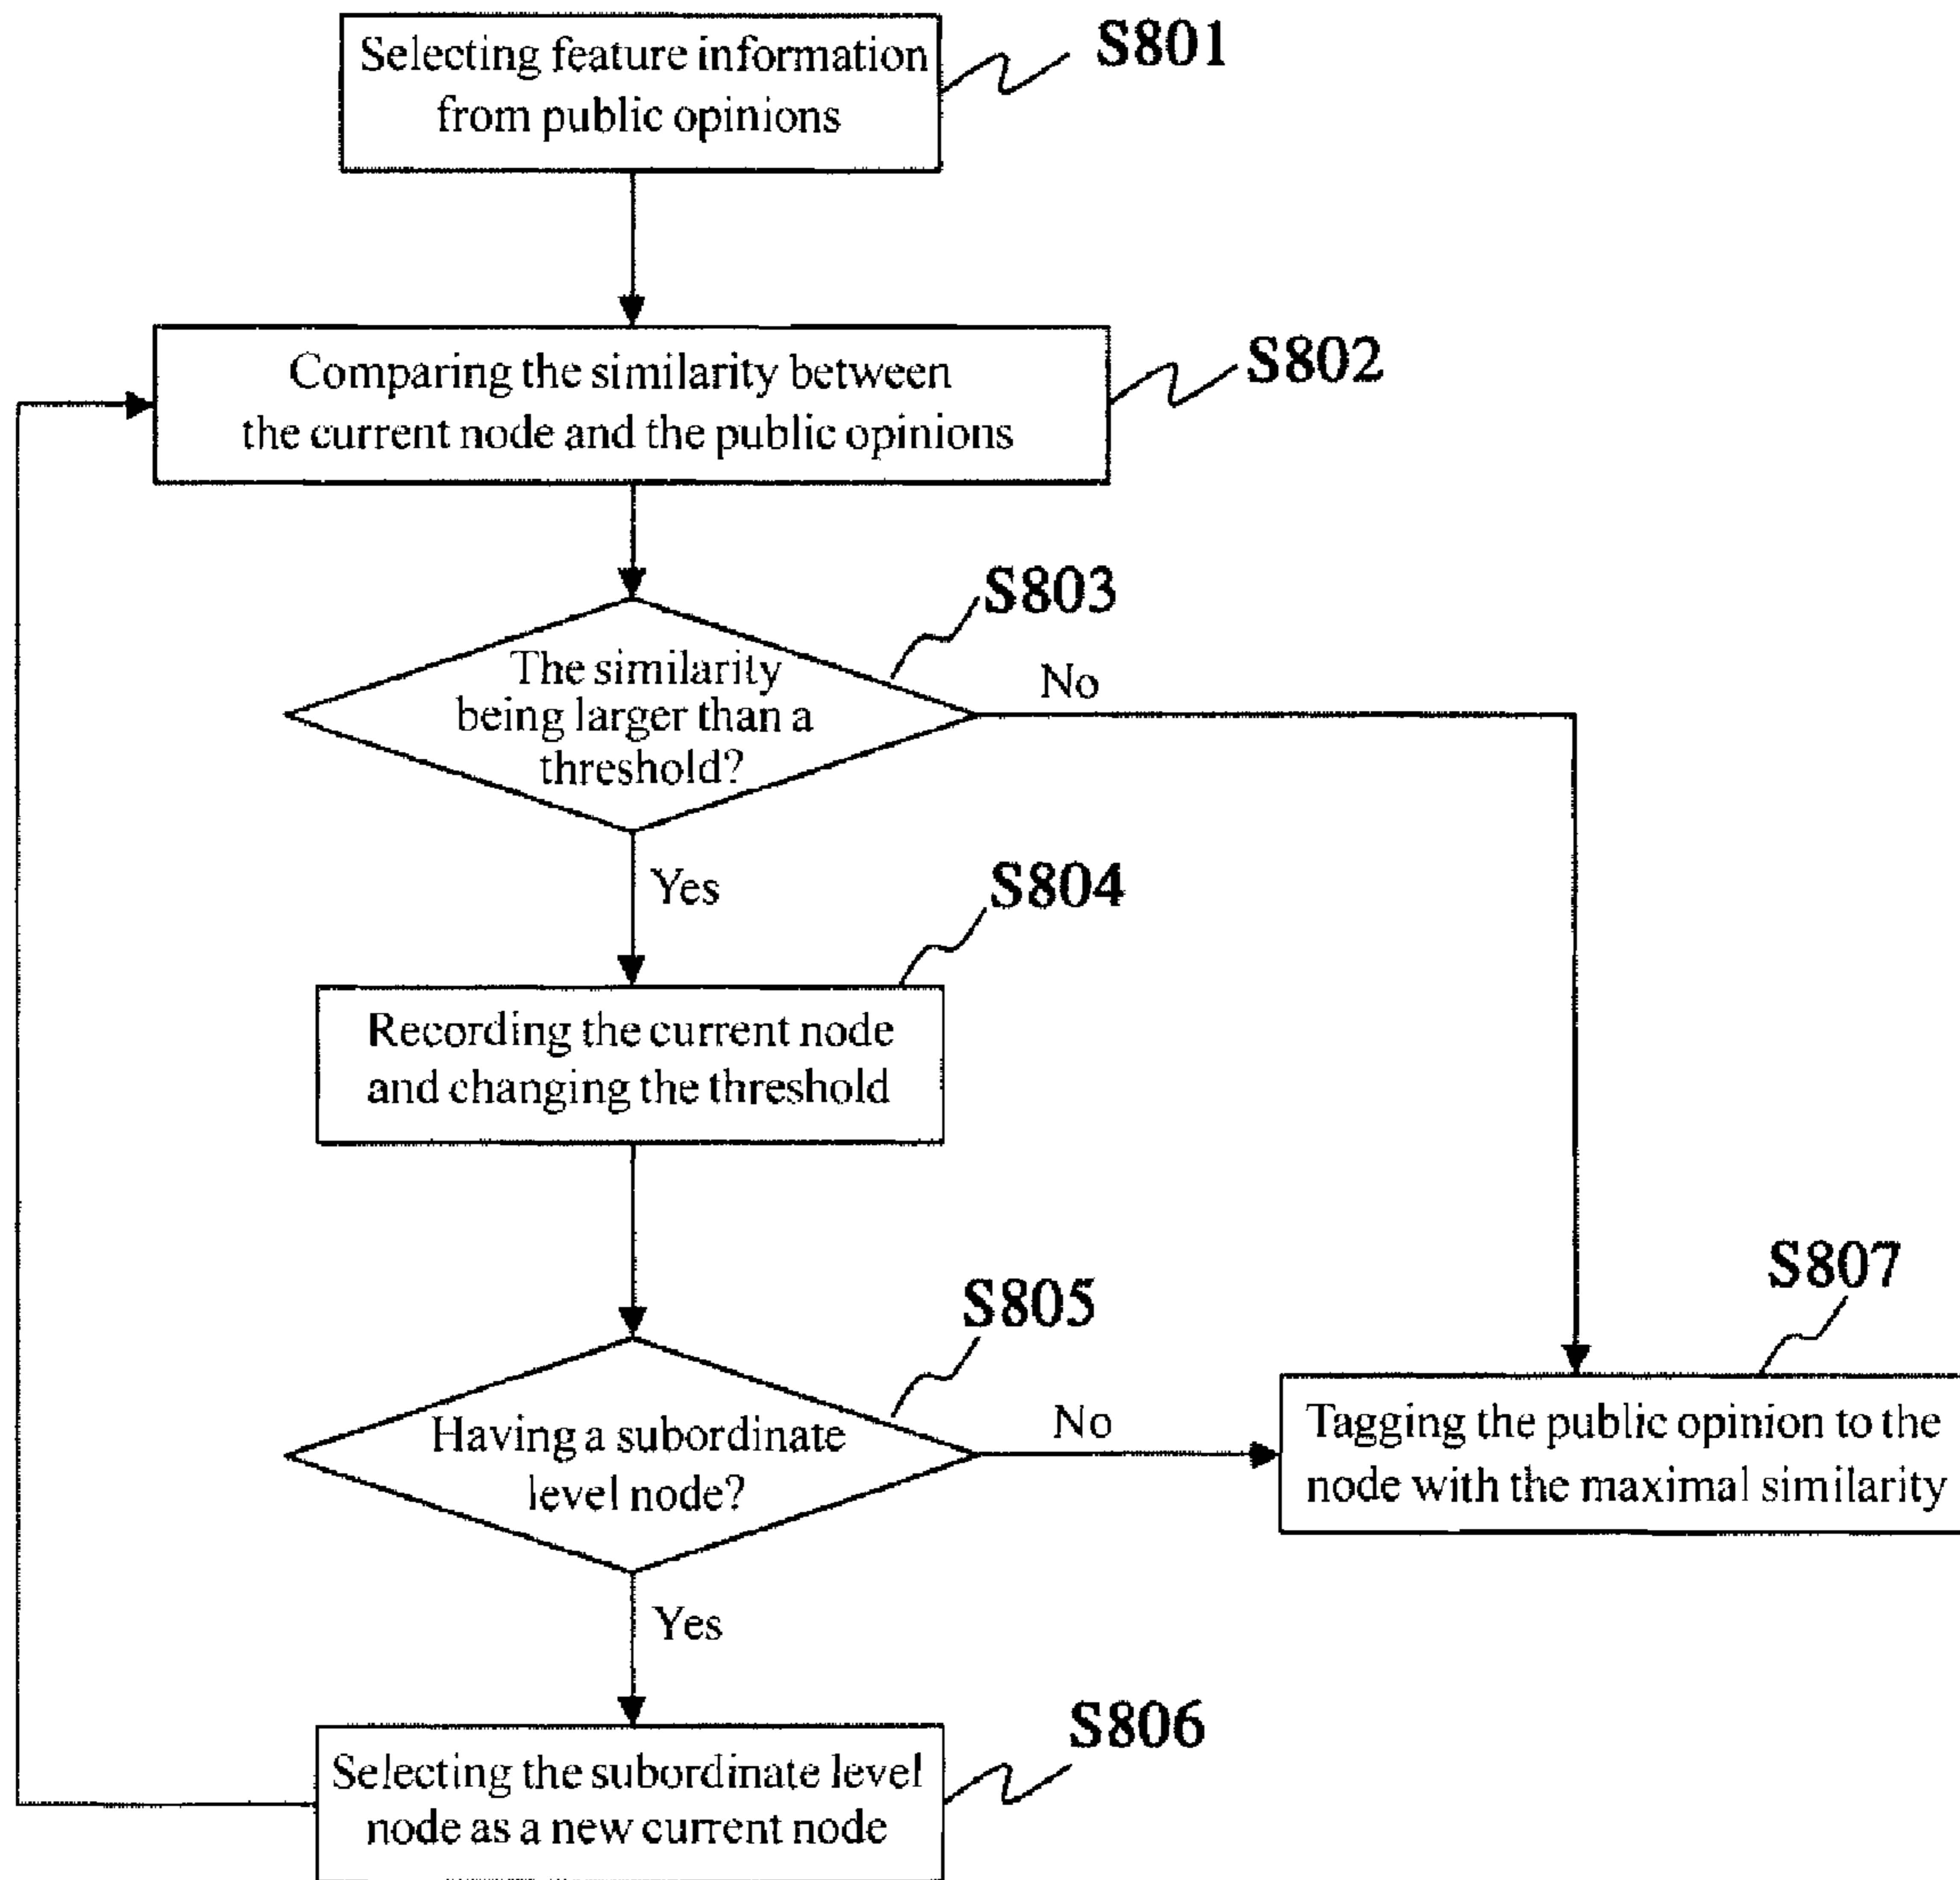 Selecting feature information
from public opinions
S801
Comparing the similarity between
the current node and the public opinions
S802
The similarity
being larger than a
threshold?
S803
No
Yes
Recording the current node
and changing the threshold
S804
Having a subordinate
level node?
S805
No
Yes
Tagging the public opinion to the
node with the maximal similarity
S807
Selecting the subordinate level
node as a new current node
S806